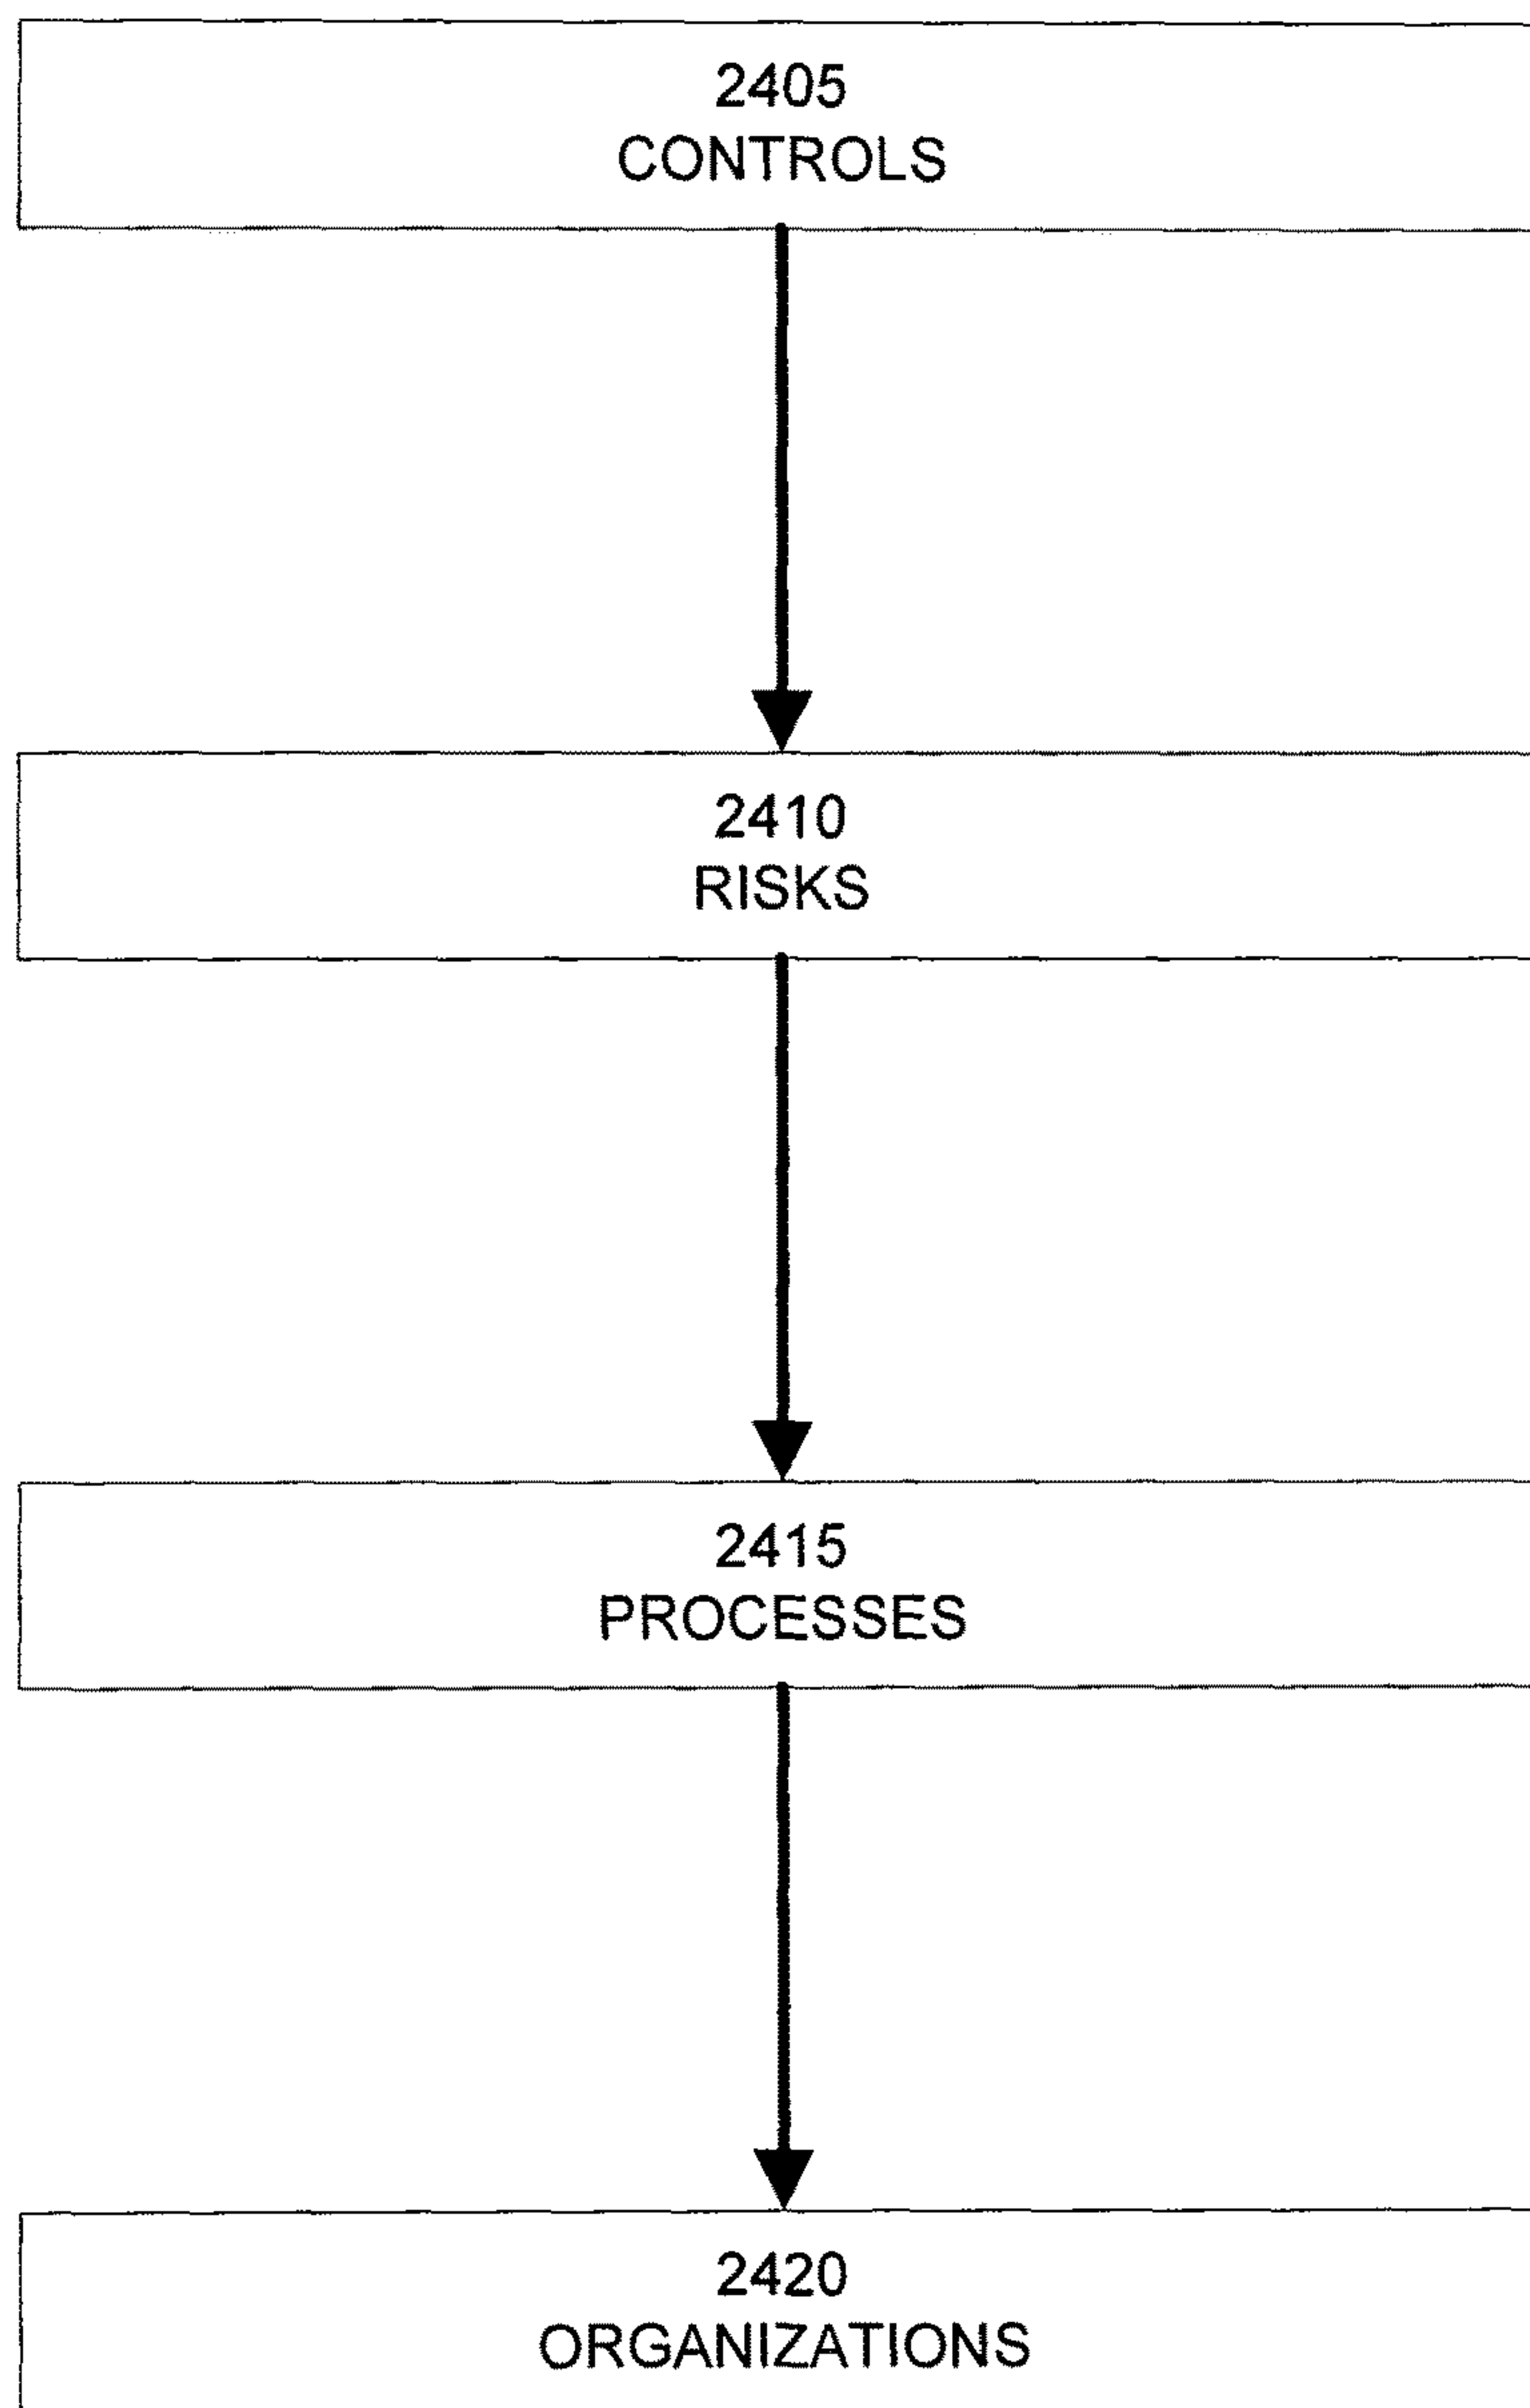 2405
CONTROLS
2410
RISKS
2415
PROCESSES
2420
ORGANIZATIONS